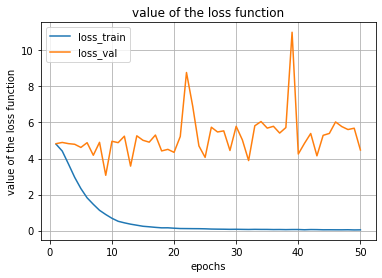 value of the loss function
loss_train
loss_val
value of the loss function
10
8
6
4
2
0
0
10
20
30
40
50
epochs